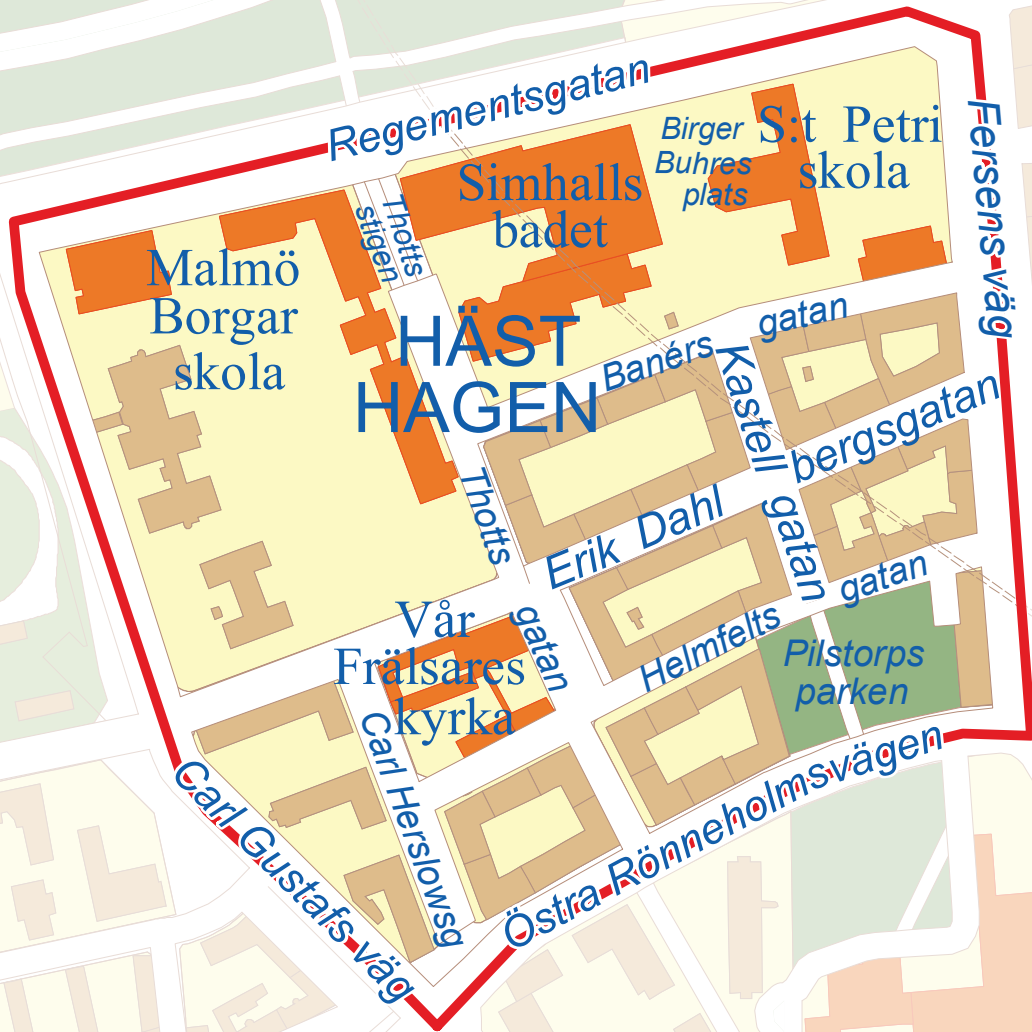 Regementsgatan
Fersens väg
Birger
Buhres
plats
S:t Petri
skola
Simhalls
badet
Thotts
stigen
Malmö
Borgar
skola
HÄST
HAGEN
Banérs gatan
Kastell gatan
Erik Dahl bergsgatan
Thotts gatan
Helmfelts gatan
Vår
Frälsares
kyrka
Pilstorps
parken
Carl Herslowsg
Carl Gustafs väg
Östra Rönneholmsvägen